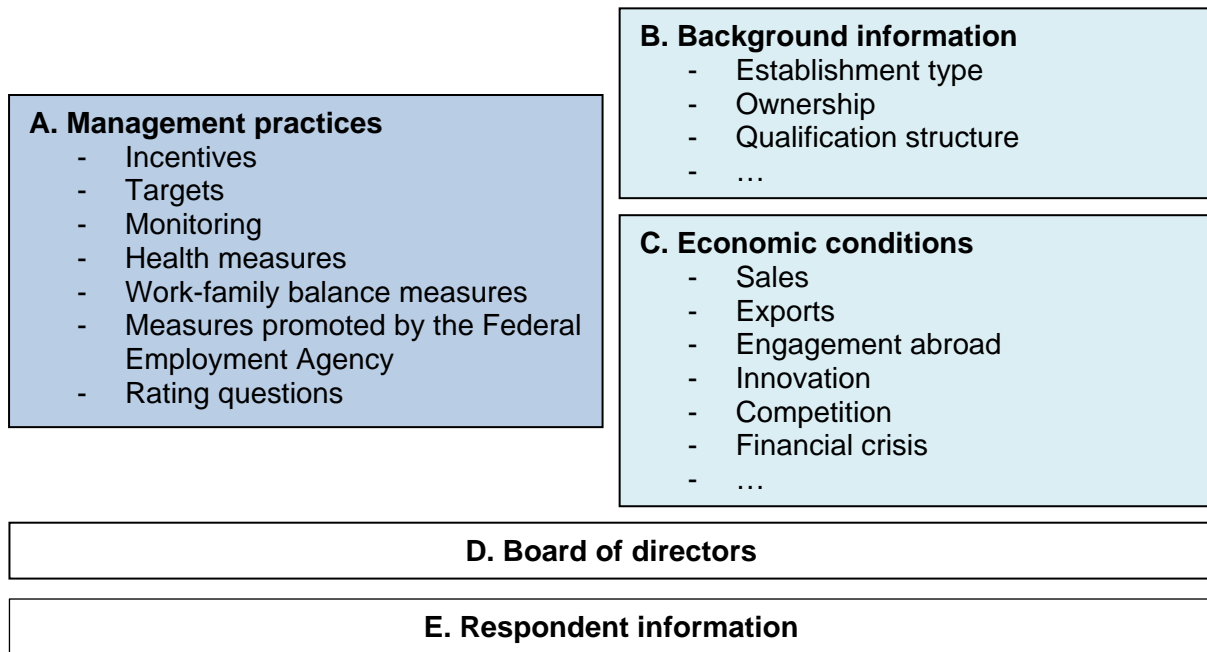 A. Management practices
- Incentives
- Targets
- Monitoring
- Health measures
- Work-family balance measures
- Measures promoted by the Federal
Employment Agency
- Rating questions
B. Background information
- Establishment type
- Ownership
- Qualification structure
- …
C. Economic conditions
- Sales
- Exports
- Engagement abroad
- Innovation
- Competition
- Financial crisis
- …
D. Board of directors
E. Respondent information